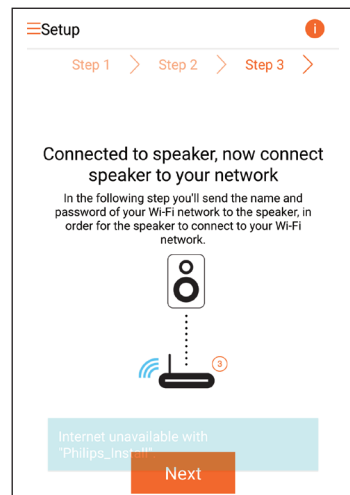 Setup
i
Step 1 > Step 2 > Step 3 >
Connected to speaker, now connect
speaker to your network
In the following step you'll send the name and
password of your Wi-Fi network to the speaker, in
order for the speaker to connect to your Wi-Fi
network.
3
Internet unavailable with
"Philips_Install".
Next